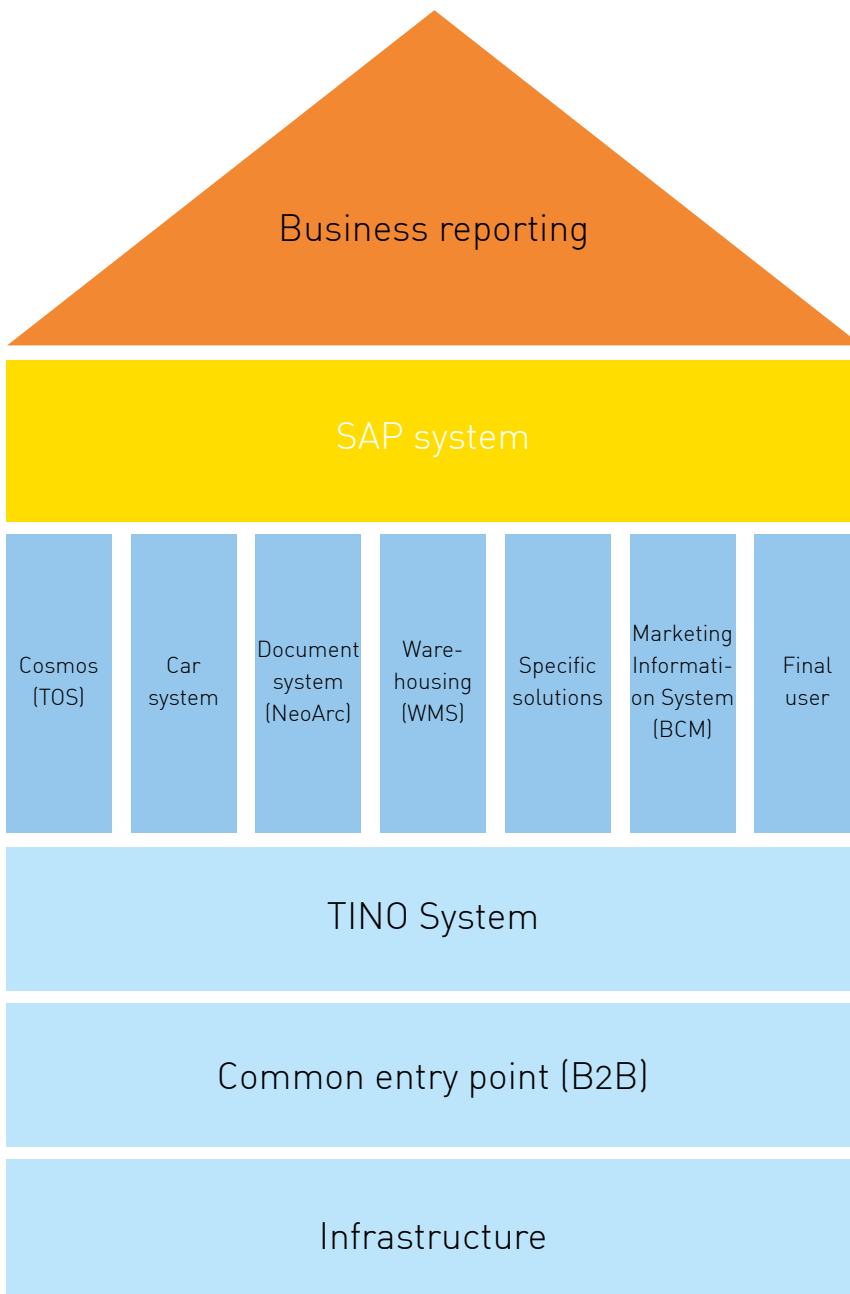 Business reporting
SAP system
Cosmos
(TOS)
Car
system
Document
system
(NeoArc)
Ware-
housing
(WMS)
Specific
solutions
Marketing
Informati-
on System
(BCM)
Final
user
TINO System
Common entry point (B2B)
Infrastructure